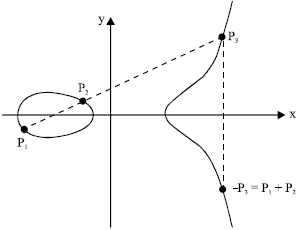 y
P₃
P₂
x
P₁
-P₃ = P₁ + P₂